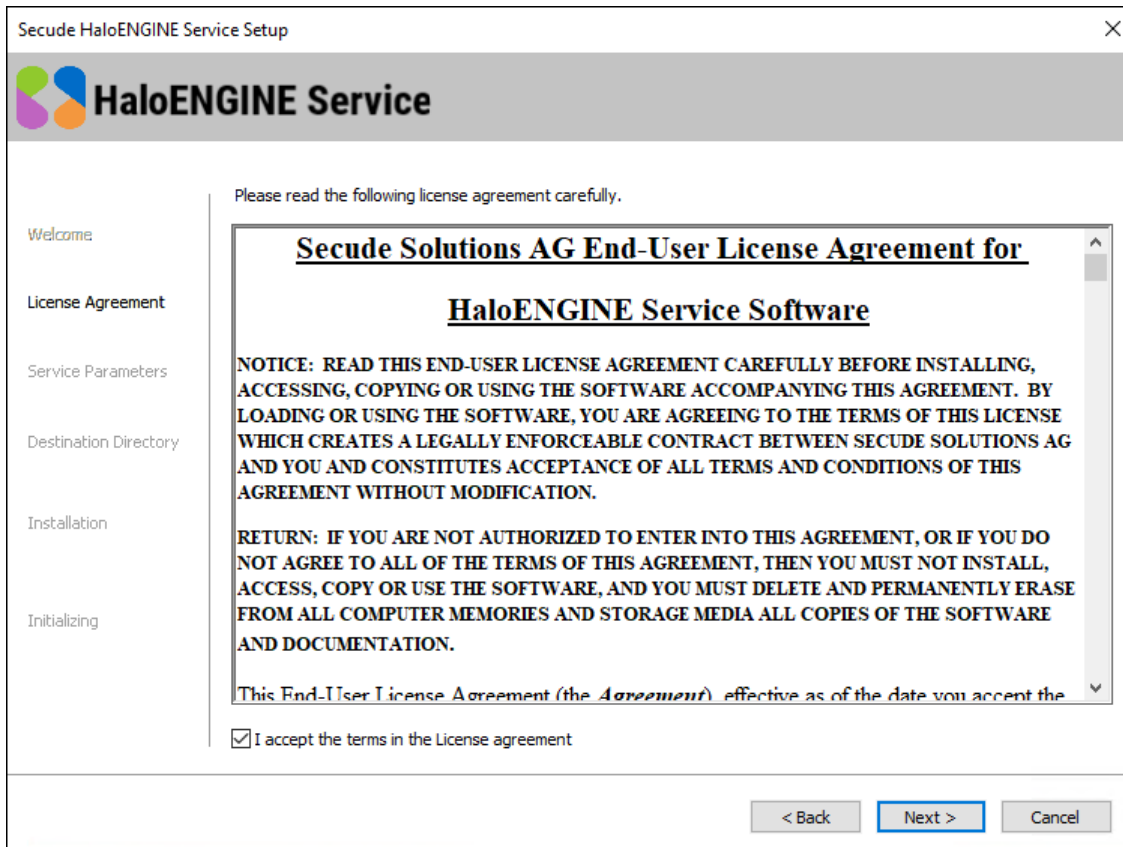 Secude HaloENGINE Service Setup
HaloENGINE Service
Welcome
License Agreement
Service Parameters
Destination Directory
Installation
Initializing
Please read the following license agreement carefully.
Secude Solutions AG End-User License Agreement for
HaloENGINE Service Software
NOTICE: READ THIS END-USER LICENSE AGREEMENT CAREFULLY BEFORE INSTALLING,
ACCESSING, COPYING OR USING THE SOFTWARE ACCOMPANYING THIS AGREEMENT. BY
LOADING OR USING THE SOFTWARE, YOU ARE AGREEING TO THE TERMS OF THIS LICENSE
WHICH CREATES A LEGALLY ENFORCEABLE CONTRACT BETWEEN SECUDE SOLUTIONS AG
AND YOU AND CONSTITUTES ACCEPTANCE OF ALL TERMS AND CONDITIONS OF THIS
AGREEMENT WITHOUT MODIFICATION.
RETURN: IF YOU ARE NOT AUTHORIZED TO ENTER INTO THIS AGREEMENT, OR IF YOU DO
NOT AGREE TO ALL OF THE TERMS OF THIS AGREEMENT, THEN YOU MUST NOT INSTALL,
ACCESS, COPY OR USE THE SOFTWARE, AND YOU MUST DELETE AND PERMANENTLY ERASE
FROM ALL COMPUTER MEMORIES AND STORAGE MEDIA ALL COPIES OF THE SOFTWARE
AND DOCUMENTATION.
This End-User License Agreement (the Agreement), effective as of the date you accept the
I accept the terms in the License agreement
< Back
Next >
Cancel